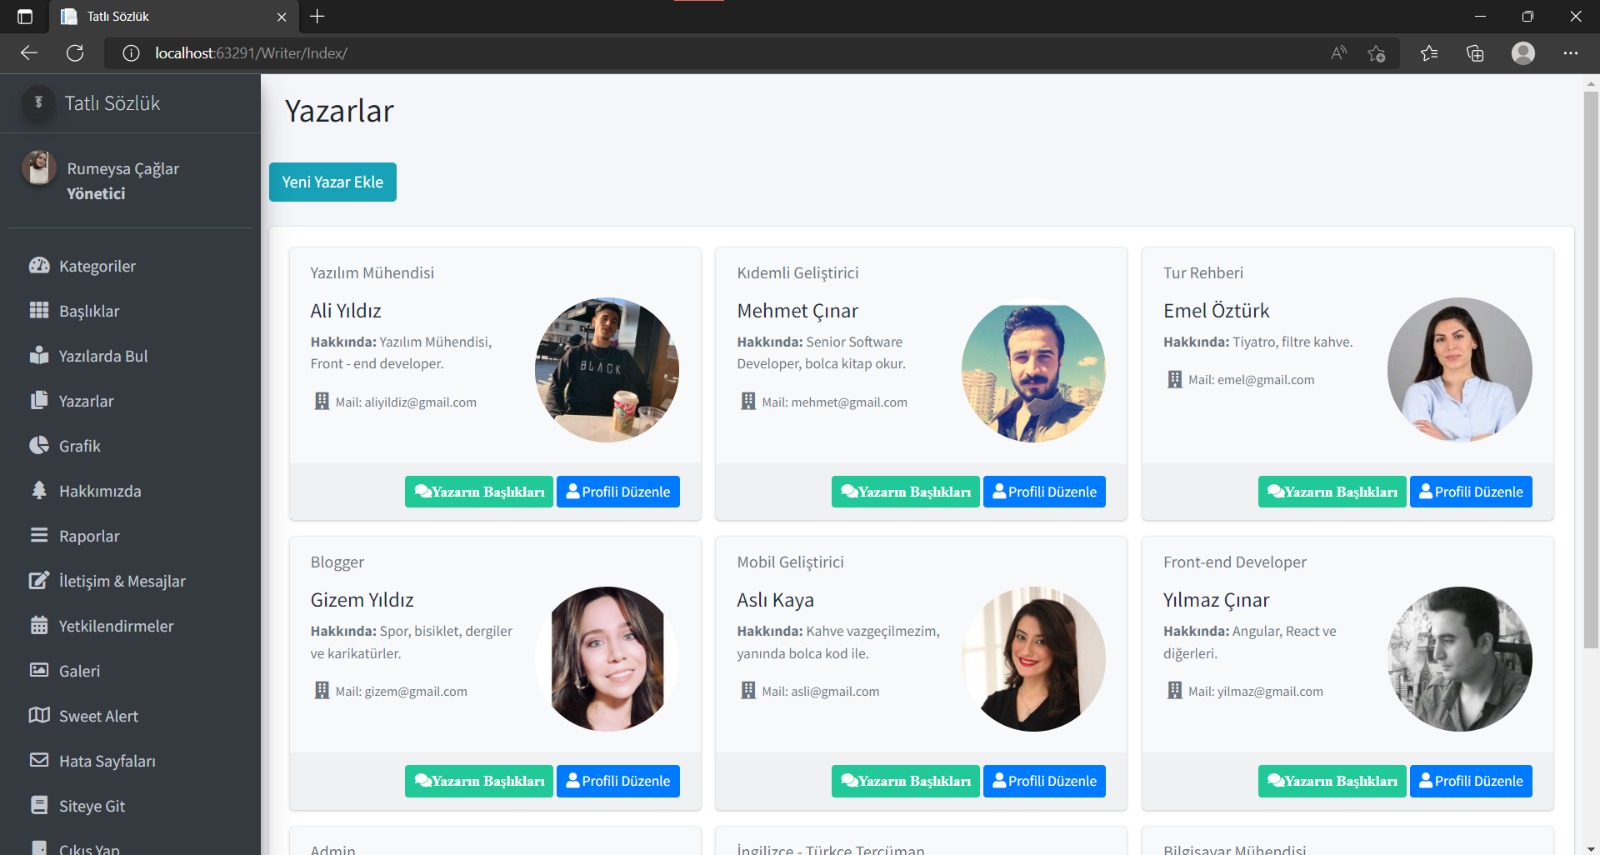 Tatlı Sözlük
localhost:63291/Writer/Index/
Tatlı Sözlük
Rumeysa Çağlar
Yönetici
Kategoriler
Başlıklar
Yazılarda Bul
Yazarlar
Grafik
Hakkımızda
Raporlar
İletişim & Mesajlar
Yetkilendirmeler
Galeri
Sweet Alert
Hata Sayfaları
Siteye Git
Çıkış Yap
Yazarlar
Yeni Yazar Ekle
Yazılım Mühendisi
Ali Yıldız
Hakkında: Yazılım Mühendisi,
Front - end developer.
Mail: aliyildiz@gmail.com
BLACK
Yazarın Başlıkları Profili Düzenle
Kıdemli Geliştirici
Mehmet Çınar
Hakkında: Senior Software
Developer, bolca kitap okur.
Mail: mehmet@gmail.com
Yazarın Başlıkları Profili Düzenle
Tur Rehberi
Emel Öztürk
Hakkında: Tiyatro, filtre kahve.
Mail: emel@gmail.com
Yazarın Başlıkları Profili Düzenle
Blogger
Gizem Yıldız
Hakkında: Spor, bisiklet, dergiler
ve karikatürler.
Mail: gizem@gmail.com
Yazarın Başlıkları Profili Düzenle
Mobil Geliştirici
Aslı Kaya
Hakkında: Kahve vazgeçilmezim,
yanında bolca kod ile.
Mail: asli@gmail.com
Yazarın Başlıkları Profili Düzenle
Front-end Developer
Yılmaz Çınar
Hakkında: Angular, React ve
diğerleri.
Mail: yilmaz@gmail.com
Yazarın Başlıkları Profili Düzenle
Admin
İngilizce - Türkçe Tercüman
Bilgisayar Mühendisi